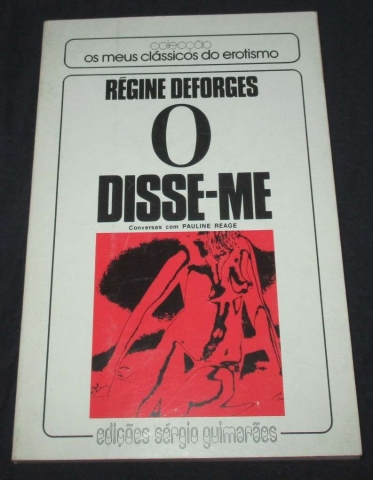 colecção
os meus clássicos do erotismo
RÉGINE DEFORGES
O
DISSE-ME
Conversas com PAULINE REAGE
edições sérgio guimarães